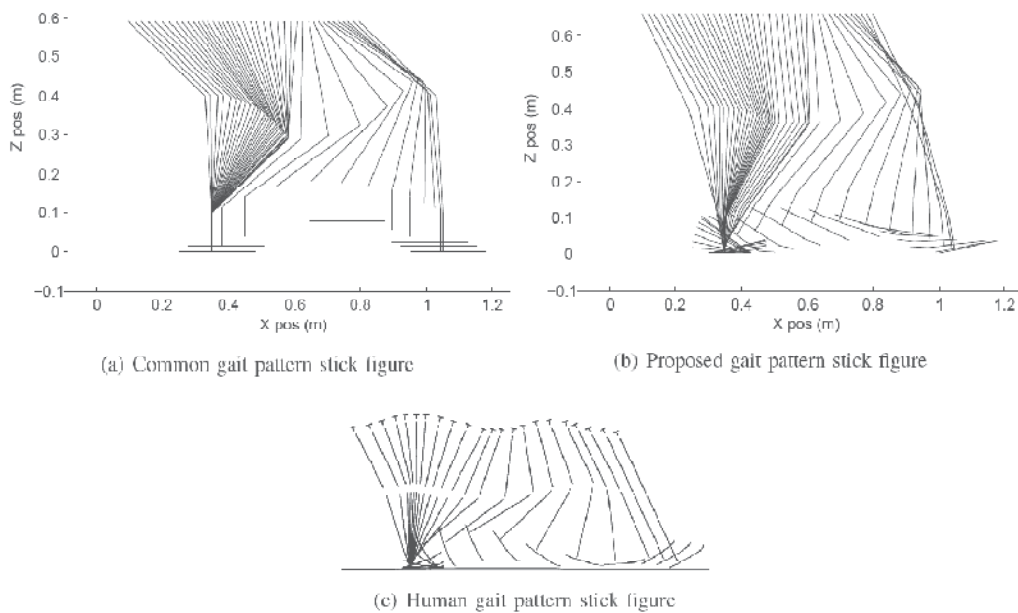 0.6
0.5
0.4
0.3
0.2
0.1
0
−0.1
Z pos (m)
0 0.2 0.4 0.6 0.8 1 1.2
X pos (m)
(a) Common gait pattern stick figure
0.6
0.5
0.4
0.3
0.2
0.1
0
−0.1
Z pos (m)
0 0.2 0.4 0.6 0.8 1 1.2
X pos (m)
(b) Proposed gait pattern stick figure
(c) Human gait pattern stick figure